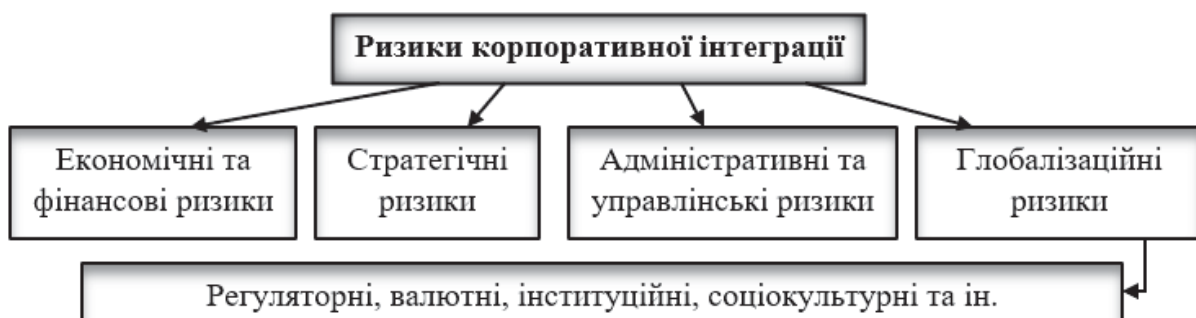 Ризики корпоративної інтеграції
Економічні та
фінансові ризики
Стратегічні
ризики
Адміністративні та
управлінські ризики
Глобалізаційні
ризики
Регуляторні, валютні, інституційні, соціокультурні та ін.